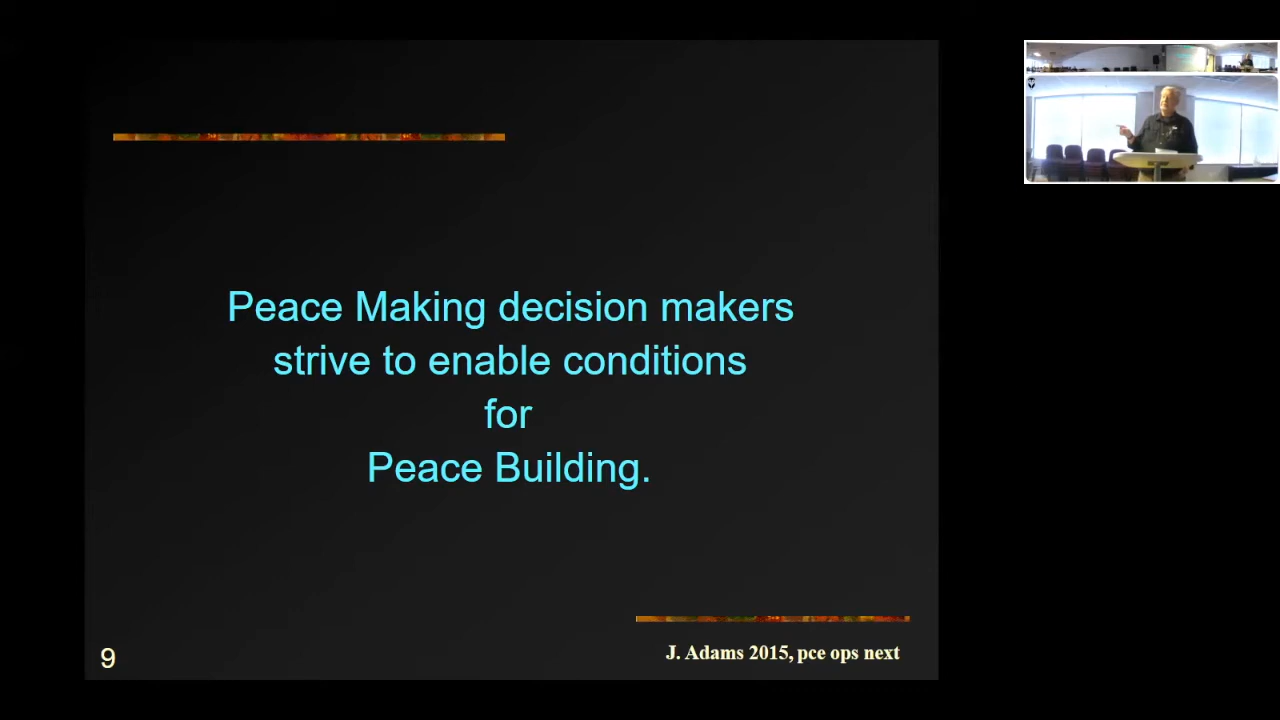 Peace Making decision makers
strive to enable conditions
for
Peace Building.
9
J. Adams 2015, pce ops next